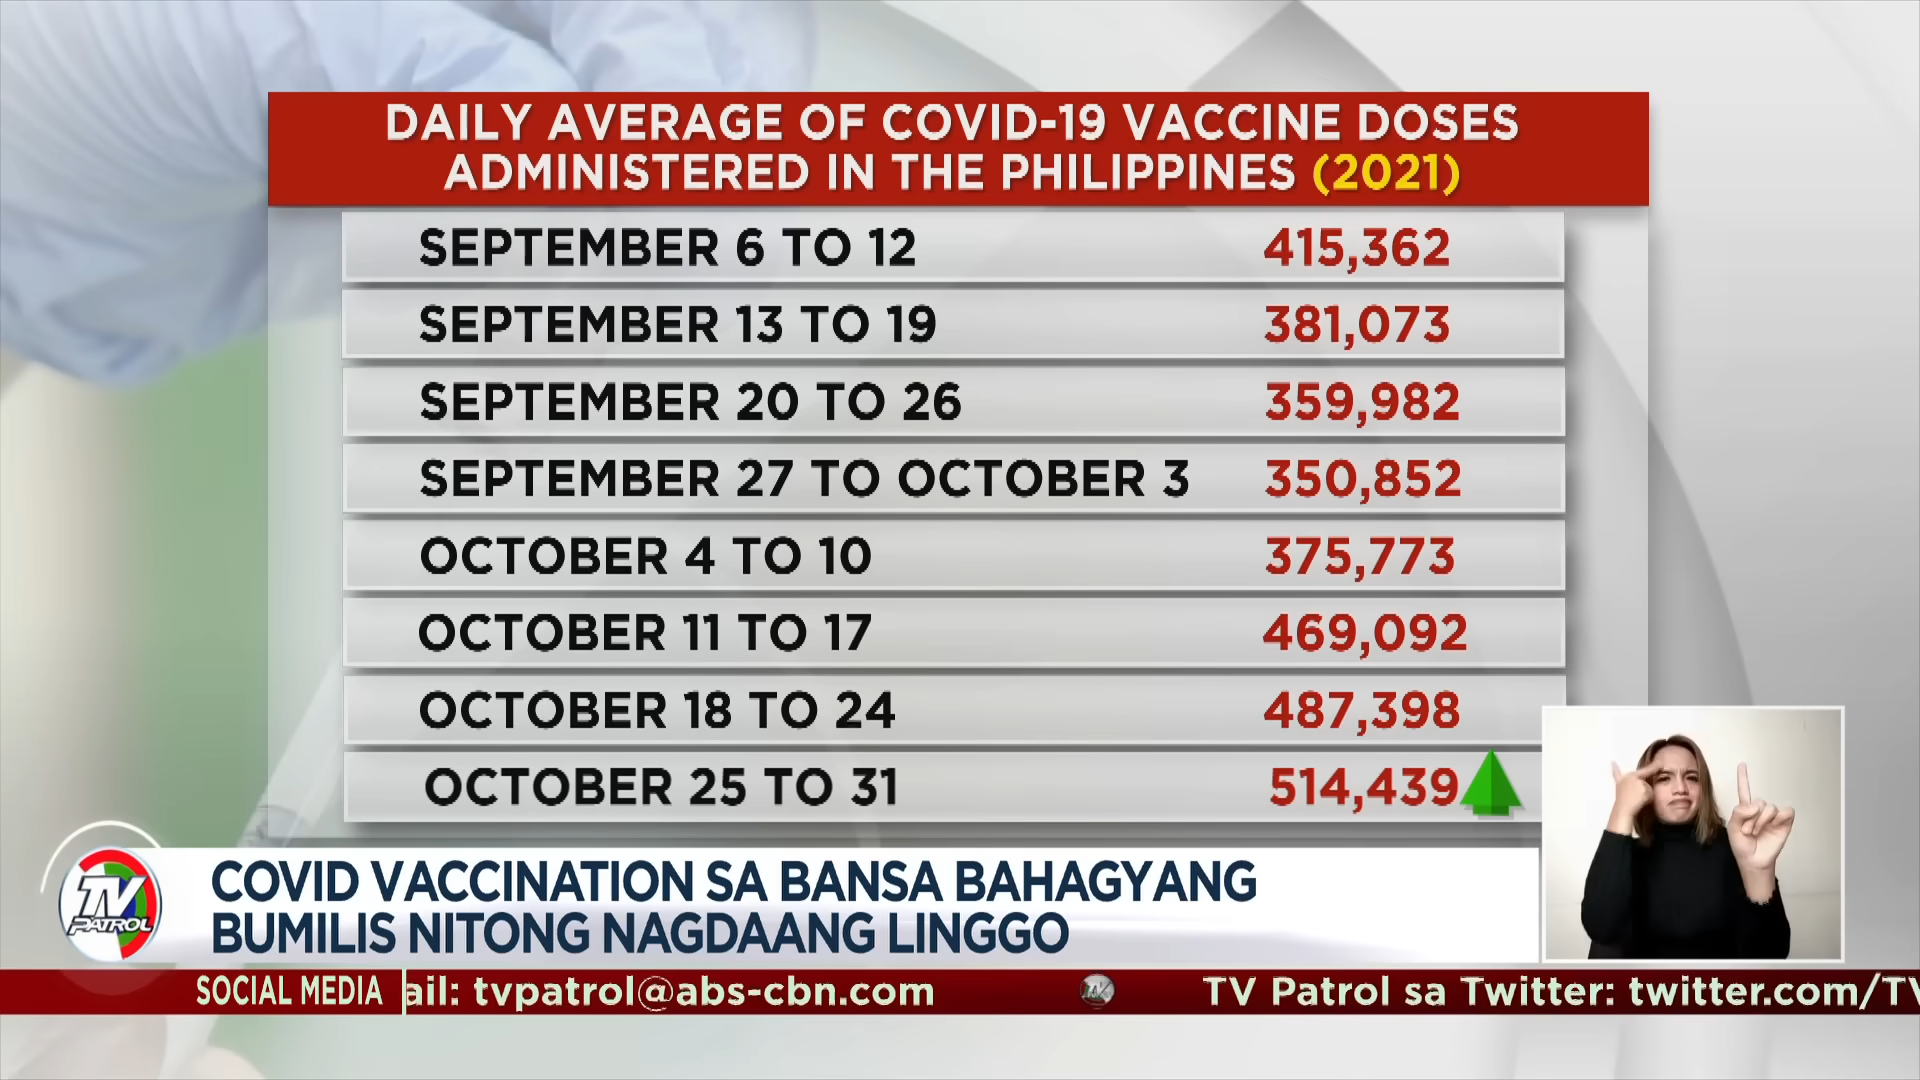 DAILY AVERAGE OF COVID-19 VACCINE DOSES
ADMINISTERED IN THE PHILIPPINES (2021)
SEPTEMBER 6 TO 12 415,362
SEPTEMBER 13 TO 19 381,073
SEPTEMBER 20 TO 26 359,982
SEPTEMBER 27 TO OCTOBER 3 350,852
OCTOBER 4 TO 10 375,773
OCTOBER 11 TO 17 469,092
OCTOBER 18 TO 24 487,398
OCTOBER 25 TO 31 514,439
TV
PATROL
COVID VACCINATION SA BANSA BAHAGYANG
BUMILIS NITONG NAGDAANG LINGGO
SOCIAL MEDIA ail: tvpatrol@abs-cbn.com TV Patrol sa Twitter: twitter.com/TV